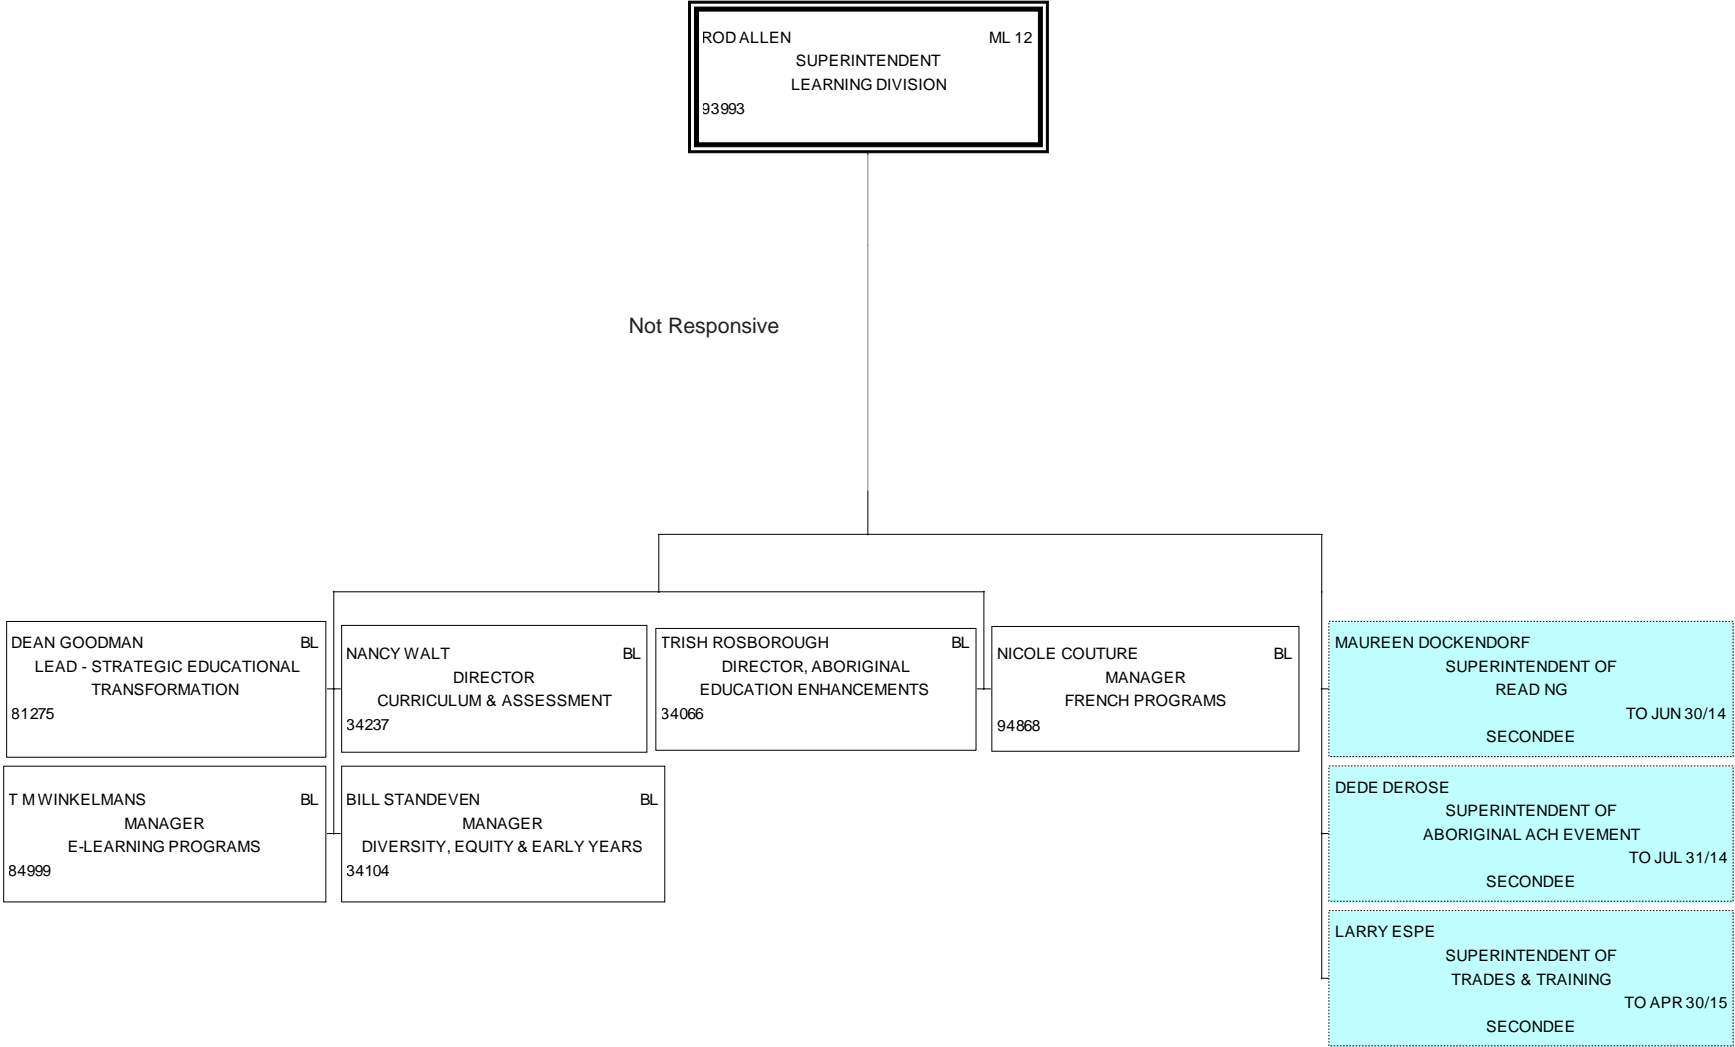 ROD ALLEN ML 12
SUPERINTENDENT
LEARNING DIVISION
93993
Not Responsive
DEAN GOODMAN BL
LEAD - STRATEGIC EDUCATIONAL
TRANSFORMATION
81275
NANCY WALT BL
DIRECTOR
CURRICULUM & ASSESSMENT
34237
TRISH ROSBOROUGH BL
DIRECTOR, ABORIGINAL
EDUCATION ENHANCEMENTS
34066
NICOLE COUTURE BL
MANAGER
FRENCH PROGRAMS
94868
MAUREEN DOCKENDORF
SUPERINTENDENT OF
READ NG
TO JUN 30/14
SECONDEE
T M WINKELMANS BL
MANAGER
E-LEARNING PROGRAMS
84999
BILL STANDEVEN BL
MANAGER
DIVERSITY, EQUITY & EARLY YEARS
34104
DEDE DEROSE
SUPERINTENDENT OF
ABORIGINAL ACH EVEMENT
TO JUL 31/14
SECONDEE
LARRY ESPE
SUPERINTENDENT OF
TRADES & TRAINING
TO APR 30/15
SECONDEE